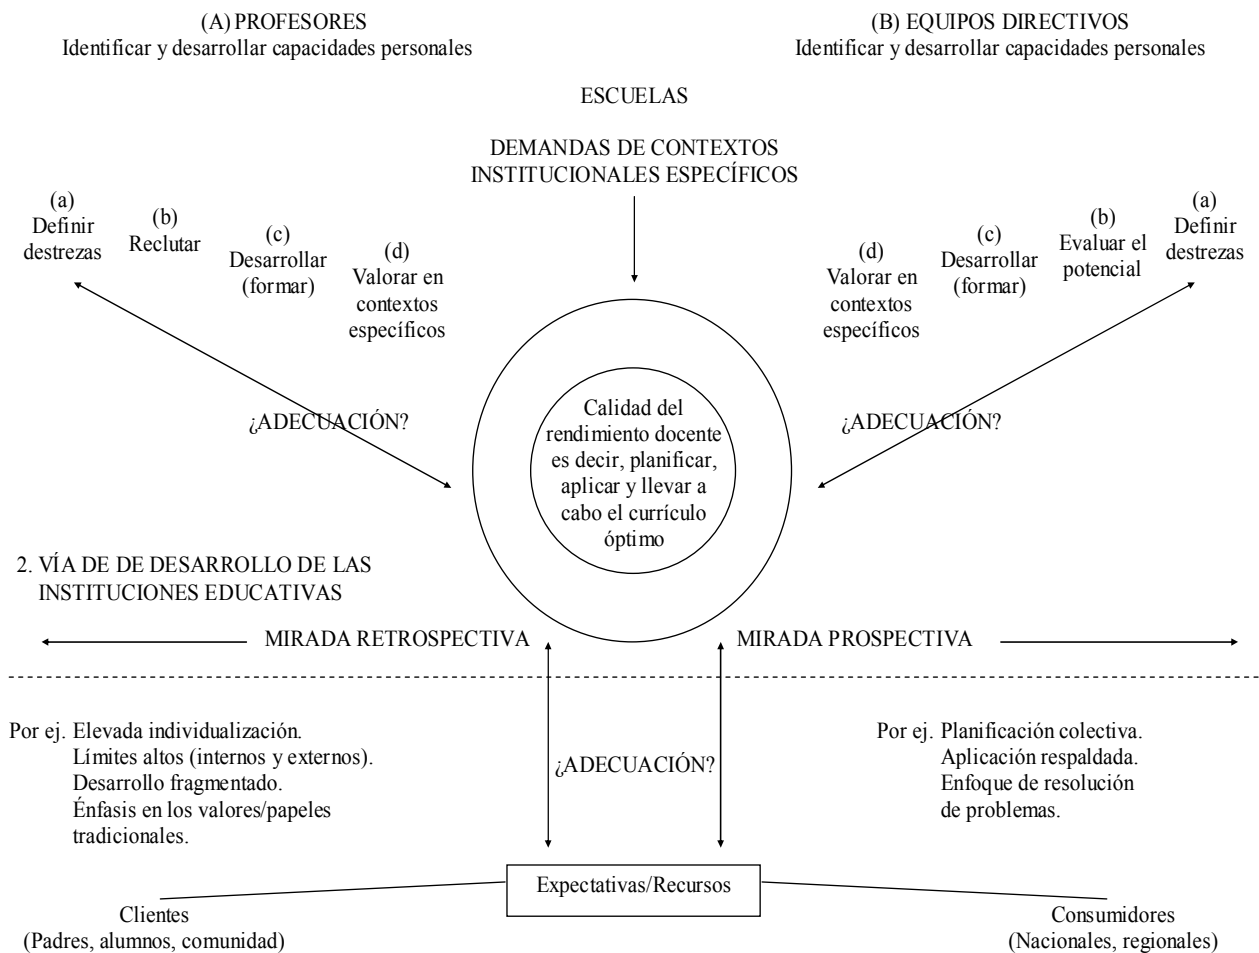 (A) PROFESORES
Identificar y desarrollar capacidades personales
(B) EQUIPOS DIRECTIVOS
Identificar y desarrollar capacidades personales
ESCUELAS
DEMANDAS DE CONTEXTOS
INSTITUCIONALES ESPECÍFICOS
(a)
Definir
destrezas
(b)
Reclutar
(c)
Desarrollar
(formar)
(d)
Valorar en
contextos
específicos
(d)
Valorar en
contextos
específicos
(c)
Desarrollar
(formar)
(b)
Evaluar el
potencial
(a)
Definir
destrezas
¿ADECUACIÓN?
Calidad del
rendimiento docente
es decir, planificar,
aplicar y llevar a
cabo el currículo
óptimo
¿ADECUACIÓN?
2. VÍA DE DE DESARROLLO DE LAS
INSTITUCIONES EDUCATIVAS
MIRADA RETROSPECTIVA
MIRADA PROSPECTIVA
Por ej. Elevada individualización.
Límites altos (internos y externos).
Desarrollo fragmentado.
Énfasis en los valores/papeles
tradicionales.
¿ADECUACIÓN?
Por ej. Planificación colectiva.
Aplicación respaldada.
Enfoque de resolución
de problemas.
Expectativas/Recursos
Clientes
(Padres, alumnos, comunidad)
Consumidores
(Nacionales, regionales)